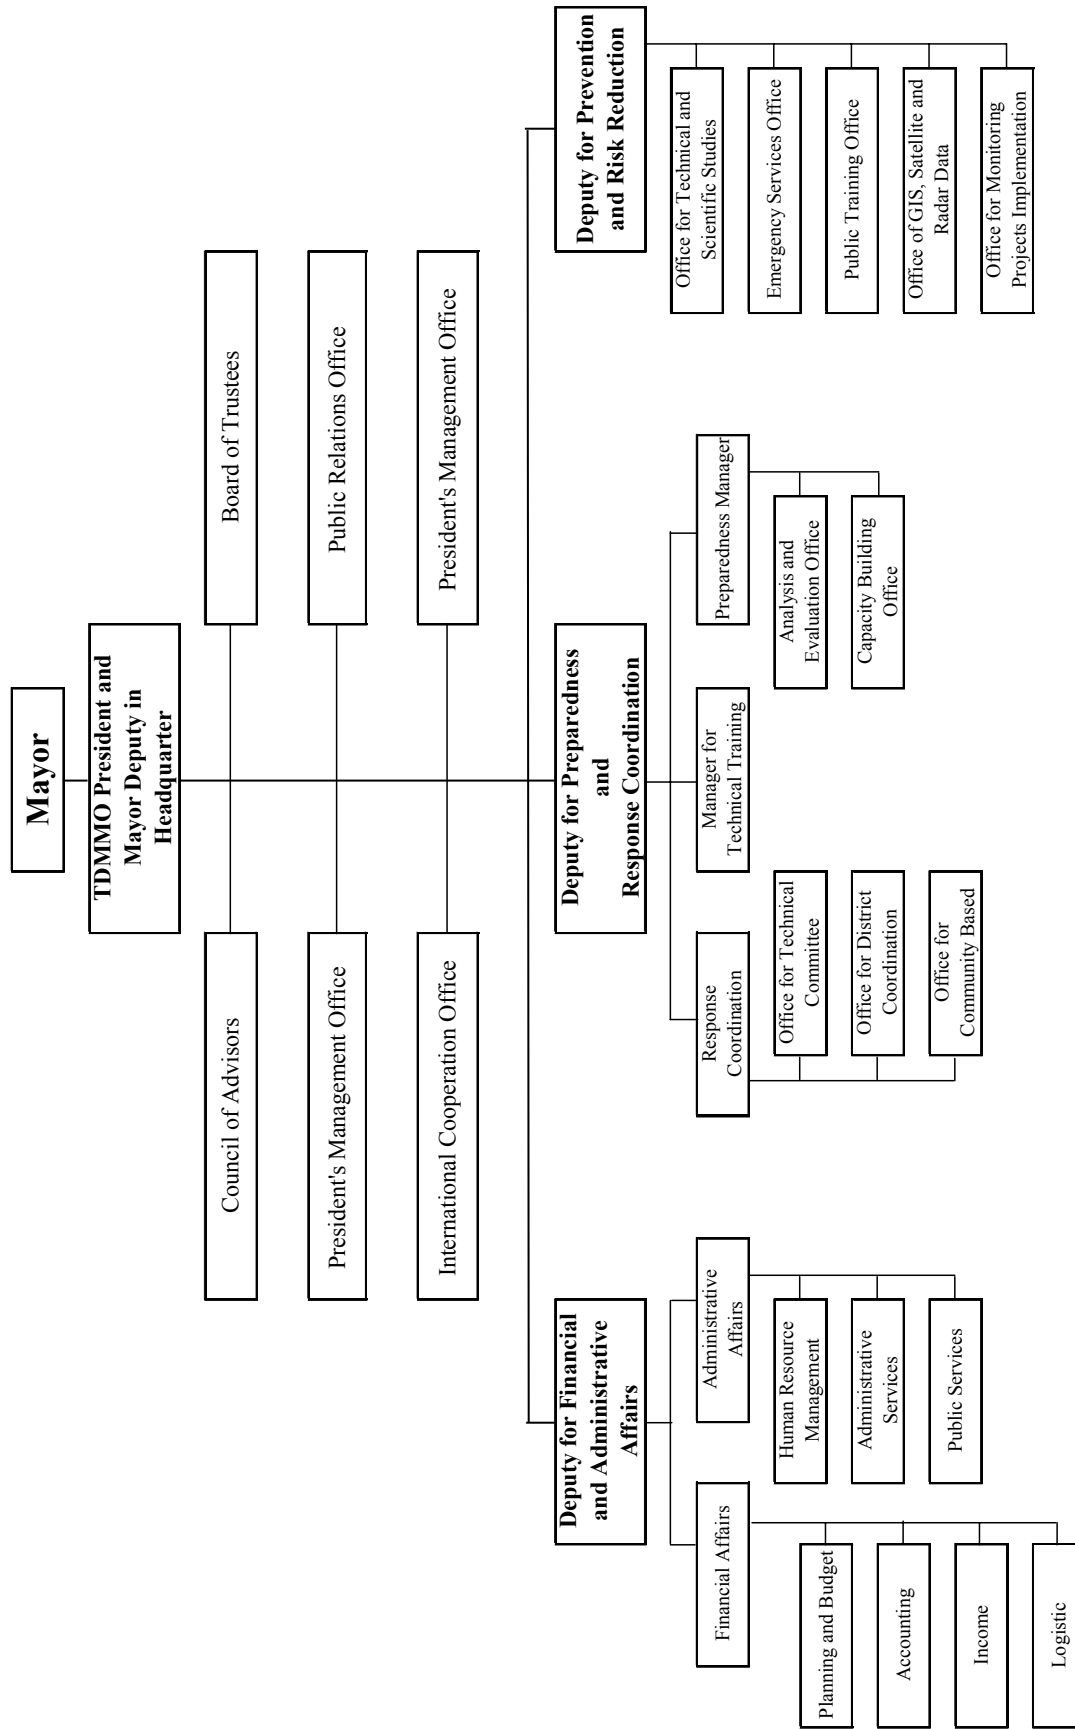 Mayor
TDMMO President and
Mayor Deputy in
Headquarter
Council of Advisors
Board of Trustees
President's Management Office
Public Relations Office
International Cooperation Office
President's Management Office
Deputy for Financial
and Administrative
Affairs
Deputy for Preparedness
and
Response Coordination
Deputy for Prevention
and Risk Reduction
Financial Affairs
Planning and Budget
Accounting
Income
Logistic
Administrative
Affairs
Human Resource
Management
Administrative
Services
Public Services
Response
Coordination
Office for Technical
Committee
Office for District
Coordination
Office for
Community Based
Manager for
Technical Training
Preparedness Manager
Analysis and
Evaluation Office
Capacity Building
Office
Office for Technical and
Scientific Studies
Emergency Services Office
Public Training Office
Office of GIS, Satellite and
Radar Data
Office for Monitoring
Projects Implementation